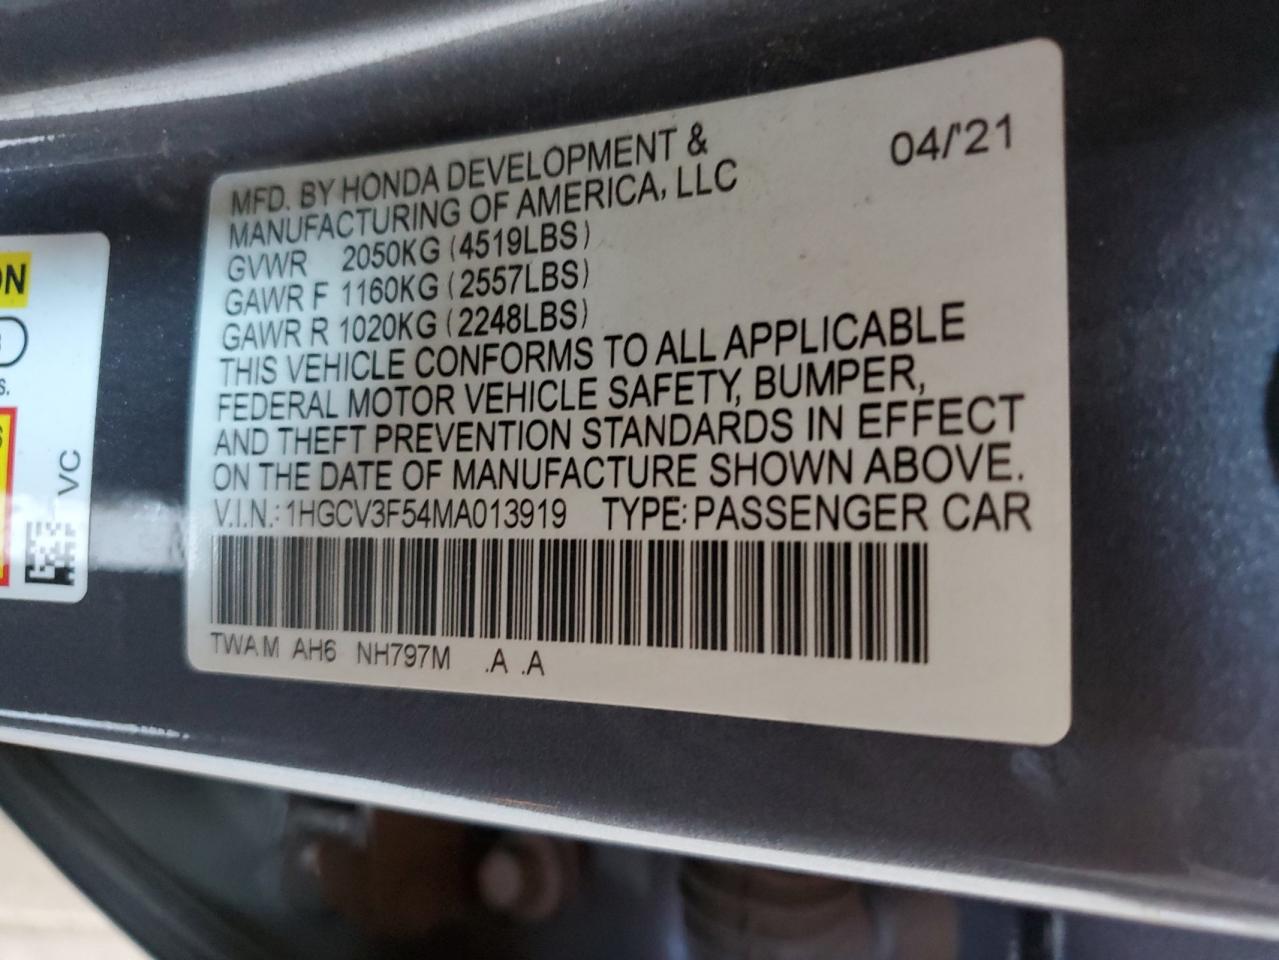 MFD. BY HONDA DEVELOPMENT &
MANUFACTURING OF AMERICA, LLC
04/'21
GVWR 2050KG (4519LBS)
GAWR F 1160KG (2557LBS)
GAWR R 1020KG (2248LBS)
THIS VEHICLE CONFORMS TO ALL APPLICABLE
FEDERAL MOTOR VEHICLE SAFETY, BUMPER,
AND THEFT PREVENTION STANDARDS IN EFFECT
ON THE DATE OF MANUFACTURE SHOWN ABOVE.
V.I.N.: 1HGCV3F54MA013919 TYPE: PASSENGER CAR
TWAM AH6 NH797M .A .A
VC